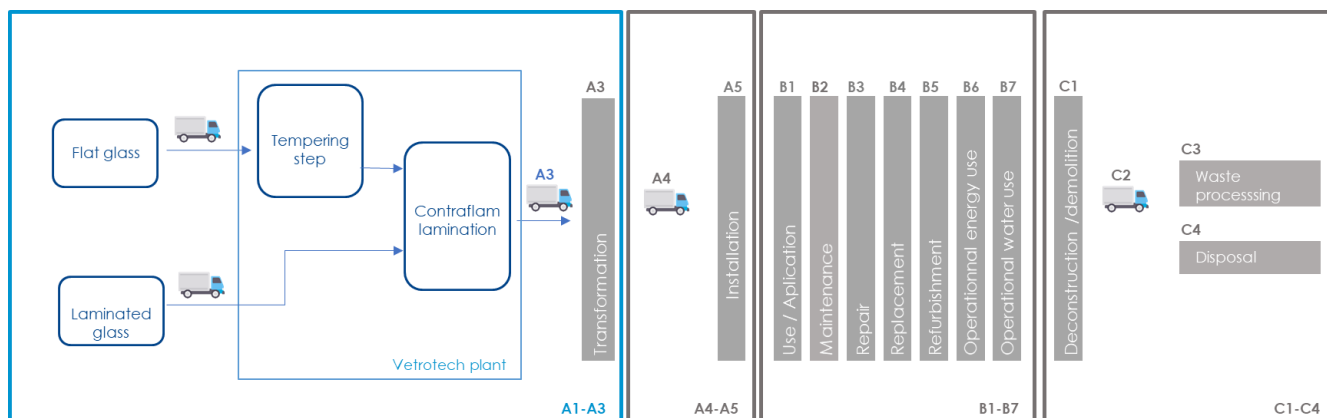 Flat glass
Laminated
glass
Tempering
step
Contraflam
lamination
Vetrotech plant
A3
A3
Transformation
A1-A3
A4
A5
Installation
A4-A5
B1
Use / Aplication
B2
Maintenance
B3
Repair
B4
Replacement
B5
Refurbishment
B6
Operationnal energy use
B7
Operational water use
B1-B7
C1
Deconstruction /demolition
C2
C3
Waste
processsing
C4
Disposal
C1-C4